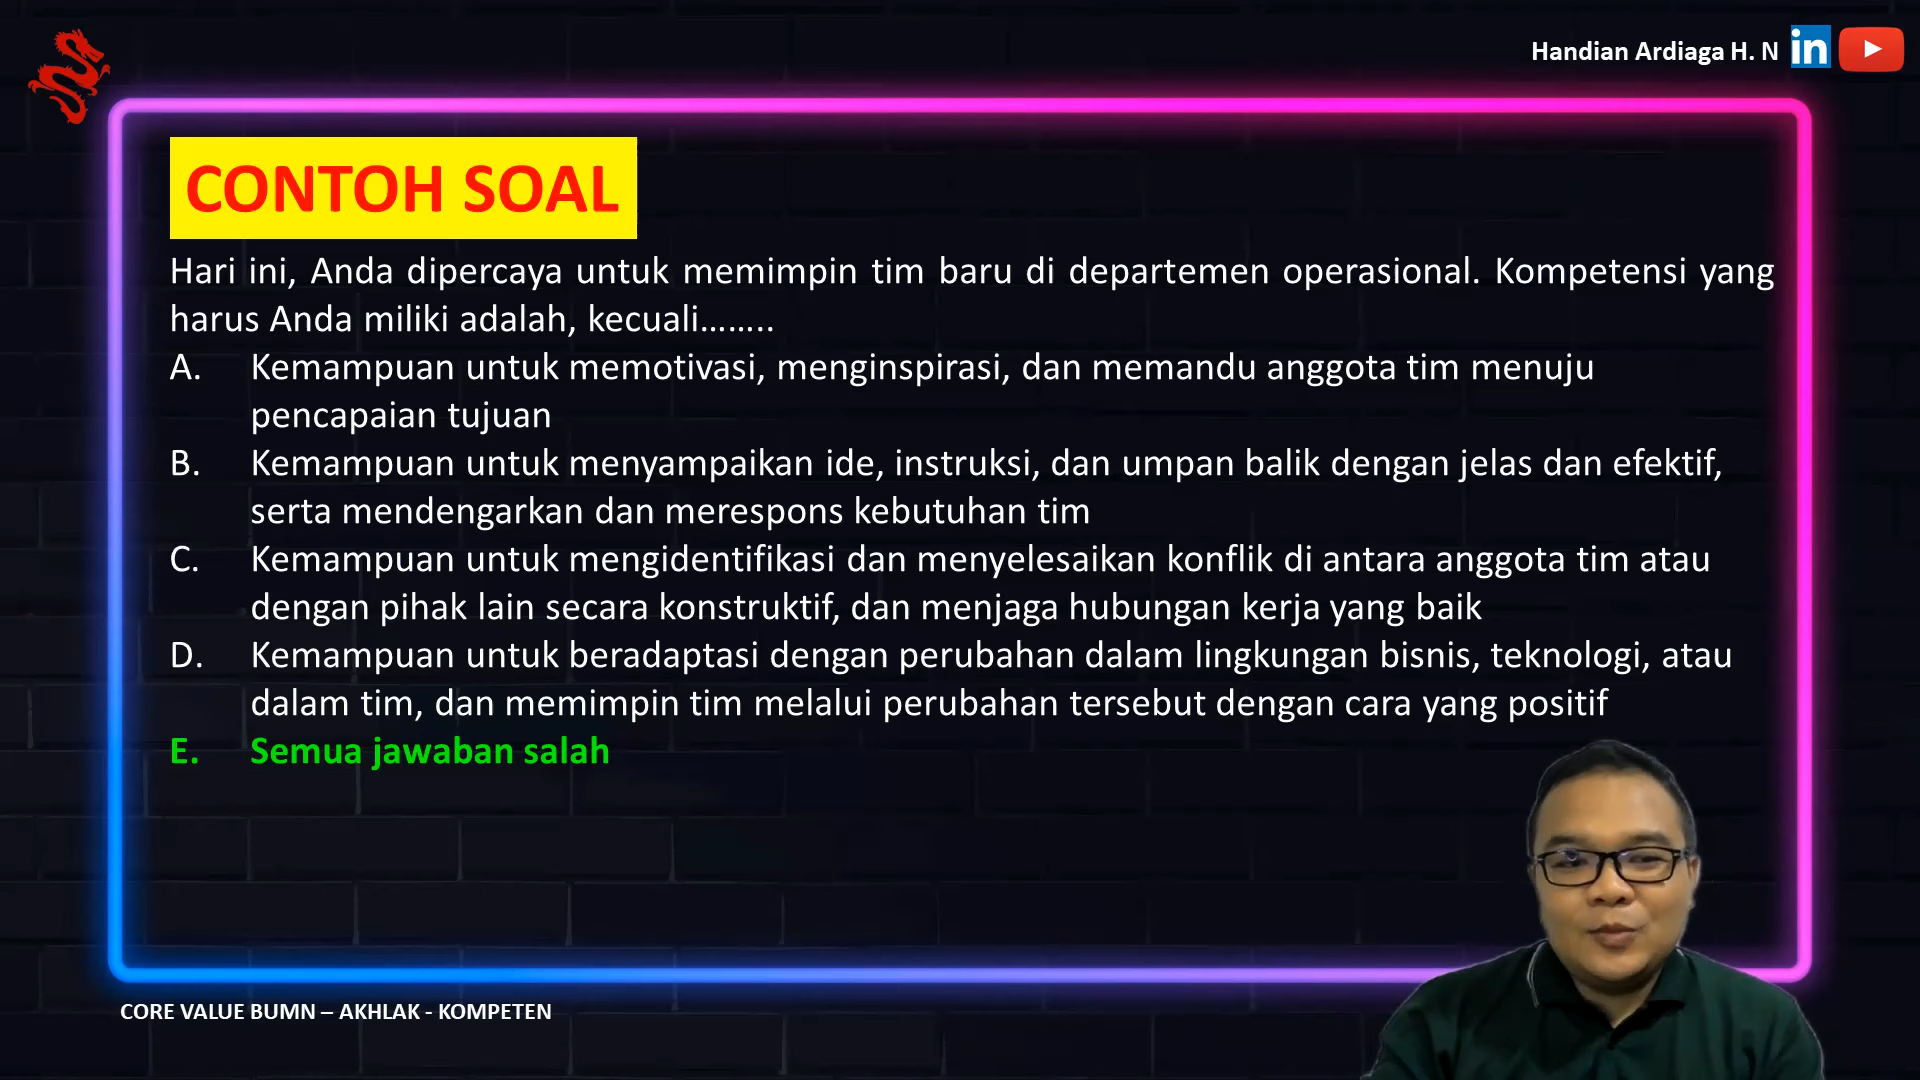 Handian Ardiaga H. N in
CONTOH SOAL
Hari ini, Anda dipercaya untuk memimpin tim baru di departemen operasional. Kompetensi yang
harus Anda miliki adalah, kecuali……..
A. Kemampuan untuk memotivasi, menginspirasi, dan memandu anggota tim menuju
pencapaian tujuan
B. Kemampuan untuk menyampaikan ide, instruksi, dan umpan balik dengan jelas dan efektif,
serta mendengarkan dan merespons kebutuhan tim
C. Kemampuan untuk mengidentifikasi dan menyelesaikan konflik di antara anggota tim atau
dengan pihak lain secara konstruktif, dan menjaga hubungan kerja yang baik
D. Kemampuan untuk beradaptasi dengan perubahan dalam lingkungan bisnis, teknologi, atau
dalam tim, dan memimpin tim melalui perubahan tersebut dengan cara yang positif
E. Semua jawaban salah
CORE VALUE BUMN – AKHLAK - KOMPETEN